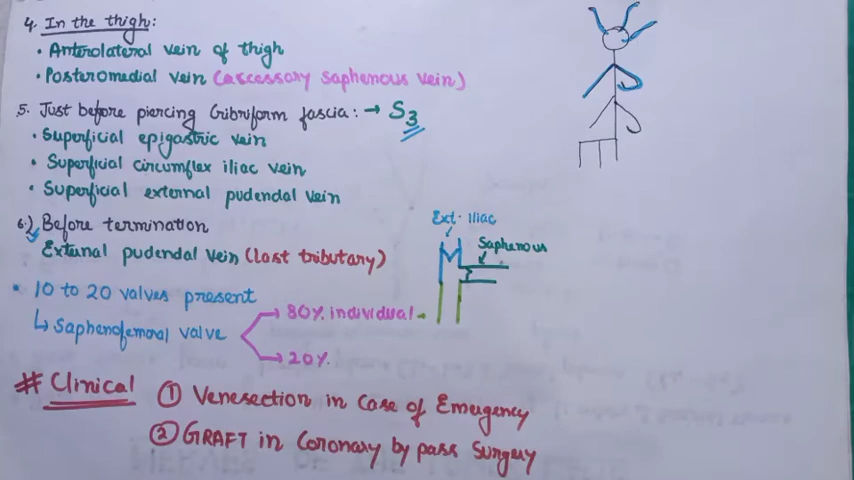 4. In the thigh:
• Anterolateral vein of thigh
• Posteromedial vein (ascessary saphenous vein)
5. Just before piercing Cribriform fascia: → S3
• Superficial epigastric vein
• Superficial circumflex iliac vein
• Superficial external pudendal vein
6.) Before termination
External pudendal vein (last tributary)
Ext. Iliac
Saphenous
• 10 to 20 valves present
↳ Saphenofemoral valve
→ 80% individual
→ 20%
# Clinical ① Venesection in Case of Emergency
② GRAFT in Coronary by pass Surgery